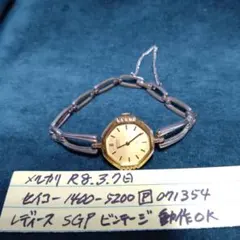 メルカリ R8.3.7日
セイコー 1400-5200 円 071354
レディース SGP ビンテージ 動作OK